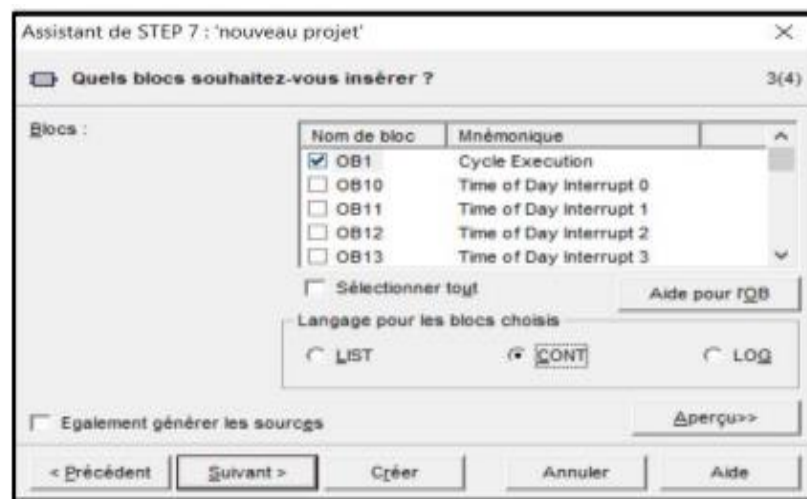 Assistant de STEP 7 : 'nouveau projet'
Quels blocs souhaitez-vous insérer ? 3(4)
Blocs :
Nom de bloc Mnémonique
OB1 Cycle Execution
OB10 Time of Day Interrupt 0
OB11 Time of Day Interrupt 1
OB12 Time of Day Interrupt 2
OB13 Time of Day Interrupt 3
Sélectionner tout
Aide pour l'OB
Langage pour les blocs choisis
LIST CONT LOG
Egalement générer les sources
Aperçu>>
< Précédent Suivant > Créer Annuler Aide